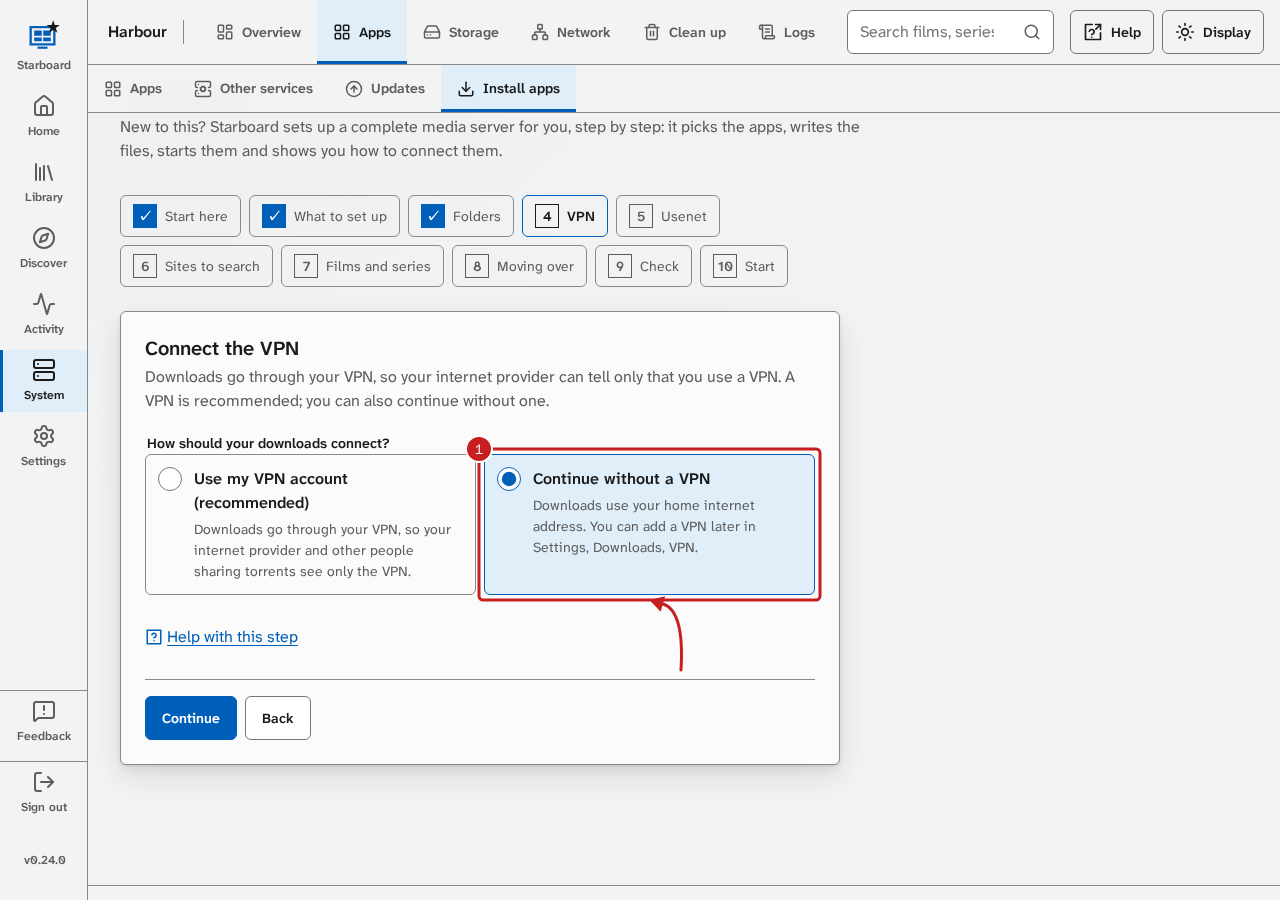 Starboard
Home
Library
Discover
Activity
System
Settings
Feedback
Sign out
v0.24.0
Harbour
Overview
Apps
Storage
Network
Clean up
Logs
Search films, series
Help
Display
Apps
Other services
Updates
Install apps
New to this? Starboard sets up a complete media server for you, step by step: it picks the apps, writes the
files, starts them and shows you how to connect them.
✓ Start here
✓ What to set up
✓ Folders
4 VPN
5 Usenet
6 Sites to search
7 Films and series
8 Moving over
9 Check
10 Start
Connect the VPN
Downloads go through your VPN, so your internet provider can tell only that you use a VPN. A
VPN is recommended; you can also continue without one.
How should your downloads connect?
Use my VPN account
(recommended)
Downloads go through your VPN, so your
internet provider and other people
sharing torrents see only the VPN.
1
Continue without a VPN
Downloads use your home internet
address. You can add a VPN later in
Settings, Downloads, VPN.
Help with this step
Continue
Back